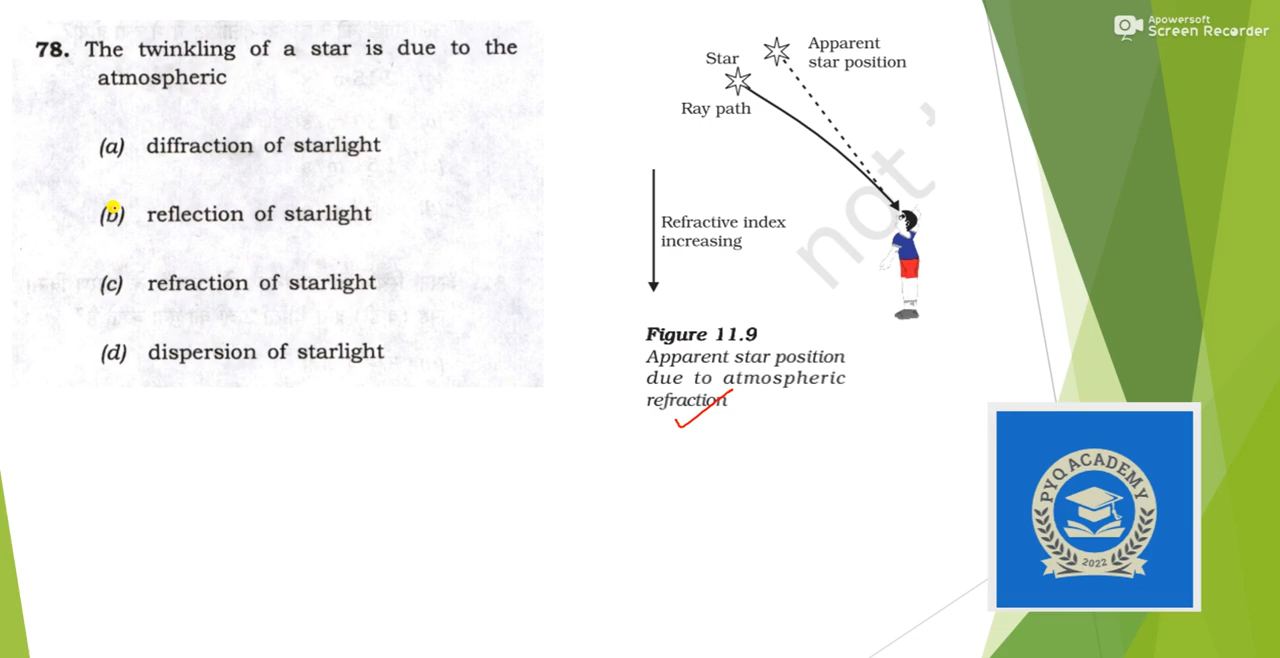 78. The twinkling of a star is due to the
atmospheric
(a) diffraction of starlight
(b) reflection of starlight
(c) refraction of starlight
(d) dispersion of starlight
Apparent
star position
Star
Ray path
Refractive index
increasing
not
Figure 11.9
Apparent star position
due to atmospheric
refraction
Apowersoft
Screen Recorder
PYQ ACADEMY
2022